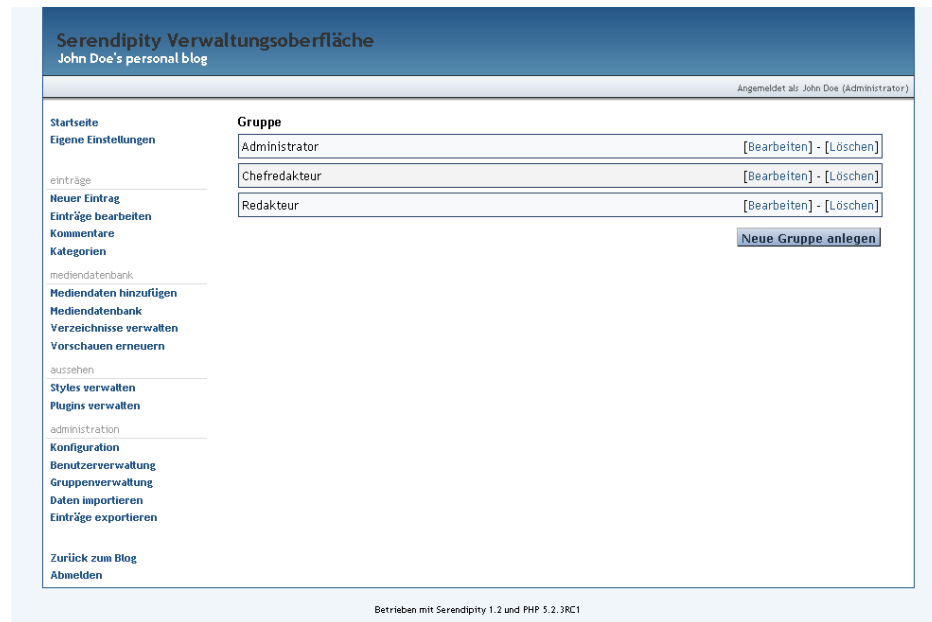 Serendipity Verwaltungsoberfläche
John Doe's personal blog
Angemeldet als John Doe (Administrator)
Startseite
Eigene Einstellungen
einträge
Neuer Eintrag
Einträge bearbeiten
Kommentare
Kategorien
mediendatenbank
Mediendaten hinzufügen
Mediendatenbank
Verzeichnisse verwalten
Vorschauen erneuern
aussehen
Styles verwalten
Plugins verwalten
administration
Konfiguration
Benutzerverwaltung
Gruppenverwaltung
Daten importieren
Einträge exportieren
Zurück zum Blog
Abmelden
Gruppe
Administrator [Bearbeiten] - [Löschen]
Chefredakteur [Bearbeiten] - [Löschen]
Redakteur [Bearbeiten] - [Löschen]
Neue Gruppe anlegen
Betrieben mit Serendipity 1.2 und PHP 5.2.3RC1